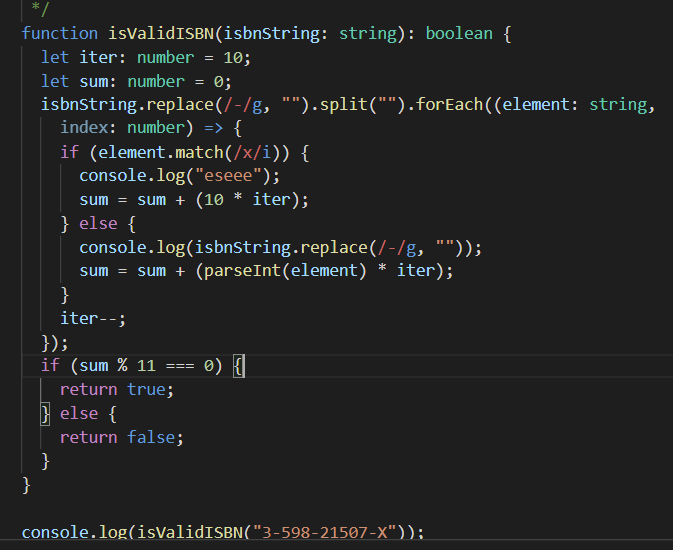 */
function isValidISBN(isbnString: string): boolean {
let iter: number = 10;
let sum: number = 0;
isbnString.replace(/-/g, "").split("").forEach((element: string,
index: number) => {
if (element.match(/x/i)) {
console.log("eseee");
sum = sum + (10 * iter);
} else {
console.log(isbnString.replace(/-/g, ""));
sum = sum + (parseInt(element) * iter);
}
iter--;
});
if (sum % 11 === 0) {
return true;
} else {
return false;
}
}
console.log(isValidISBN("3-598-21507-X"));